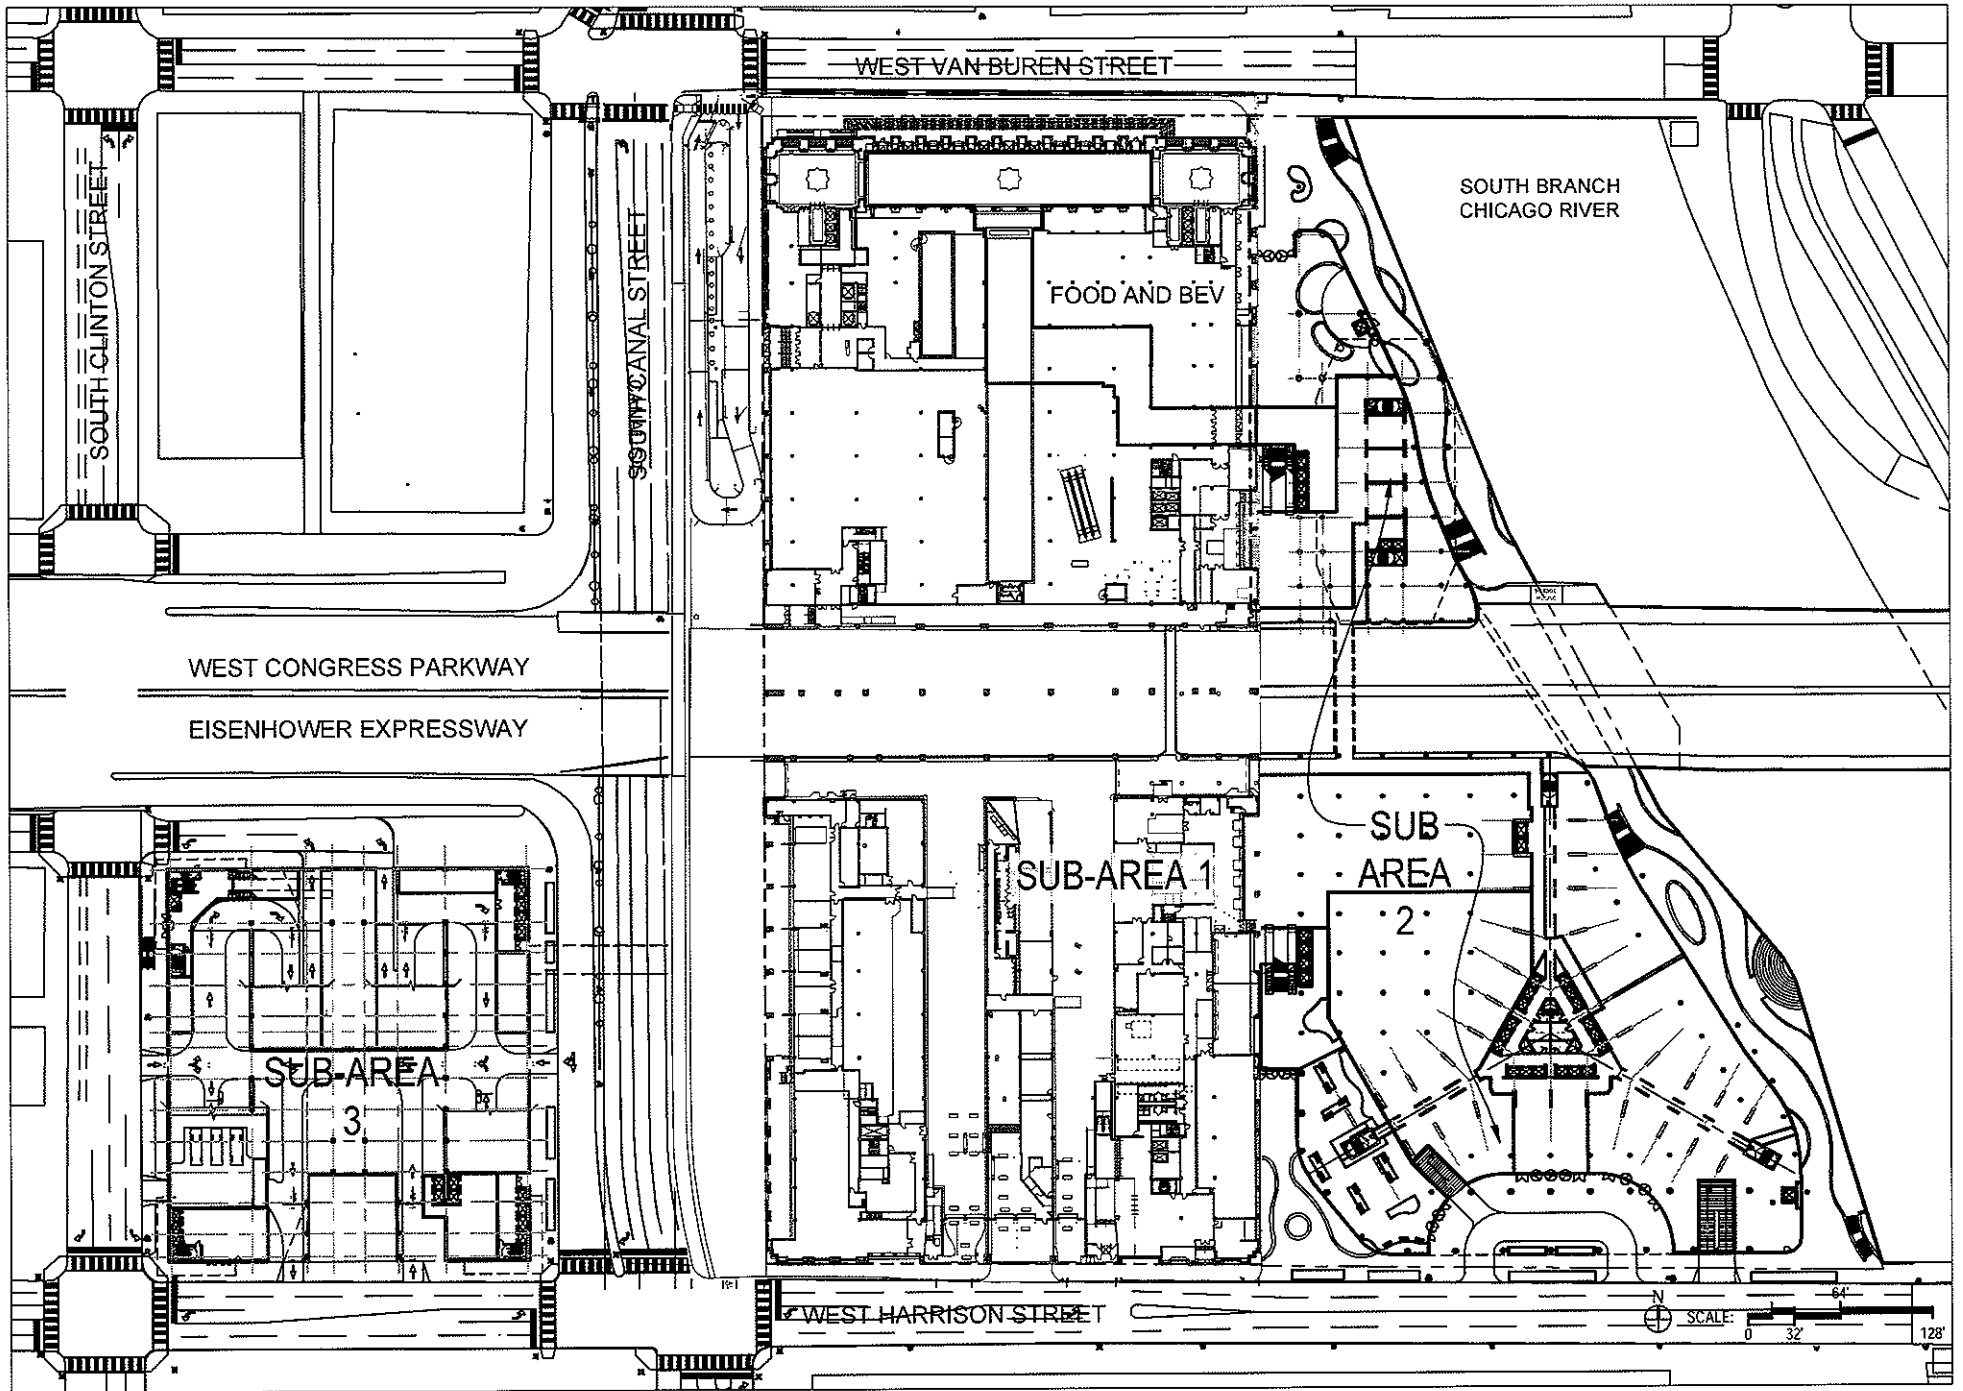 WEST VAN BUREN STREET
SOUTH BRANCH
CHICAGO RIVER
SOUTH CLINTON STREET
CANAL STREET
FOOD AND BEV
WEST CONGRESS PARKWAY
EISENHOWER EXPRESSWAY
SUB-AREA 1
SUB
AREA
2
SUB-AREA
3
WEST HARRISON STREET
N
SCALE:
0
32'
64'
128'